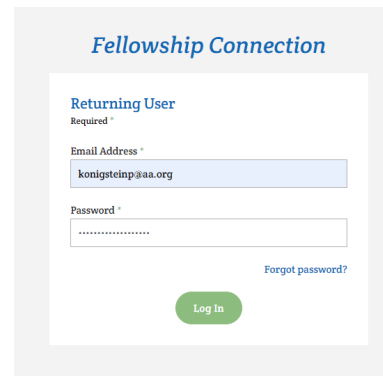 Fellowship Connection
Returning User
Required *
Email Address *
konigsteinp@aa.org
Password *
•••••••••••••••••••
Forgot password?
Log In